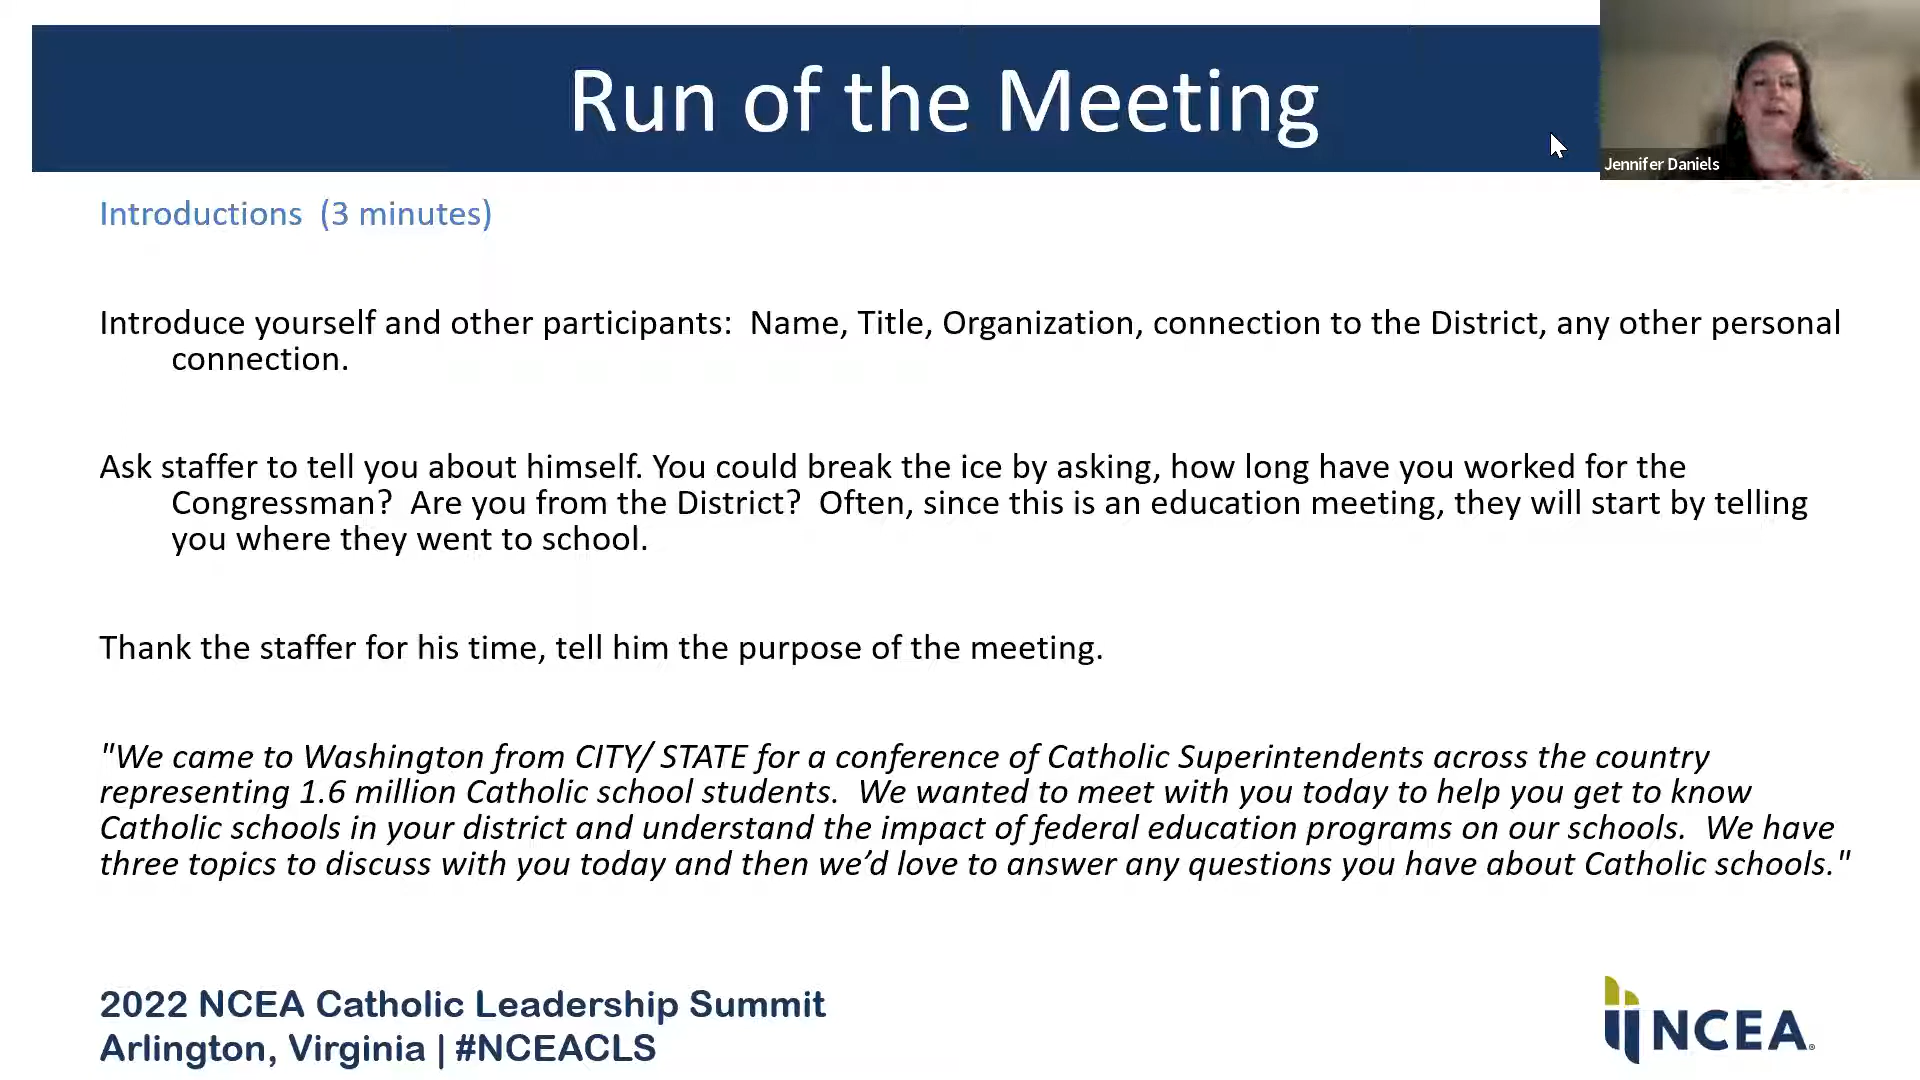 Run of the Meeting
Jennifer Daniels
Introductions  (3 minutes)
Introduce yourself and other participants:  Name, Title, Organization, connection to the District, any other personal
connection.
Ask staffer to tell you about himself. You could break the ice by asking, how long have you worked for the
Congressman?  Are you from the District?  Often, since this is an education meeting, they will start by telling
you where they went to school.
Thank the staffer for his time, tell him the purpose of the meeting.
"We came to Washington from CITY/ STATE for a conference of Catholic Superintendents across the country
representing 1.6 million Catholic school students.  We wanted to meet with you today to help you get to know
Catholic schools in your district and understand the impact of federal education programs on our schools.  We have
three topics to discuss with you today and then we’d love to answer any questions you have about Catholic schools."
2022 NCEA Catholic Leadership Summit
Arlington, Virginia | #NCEACLS
NCEA®